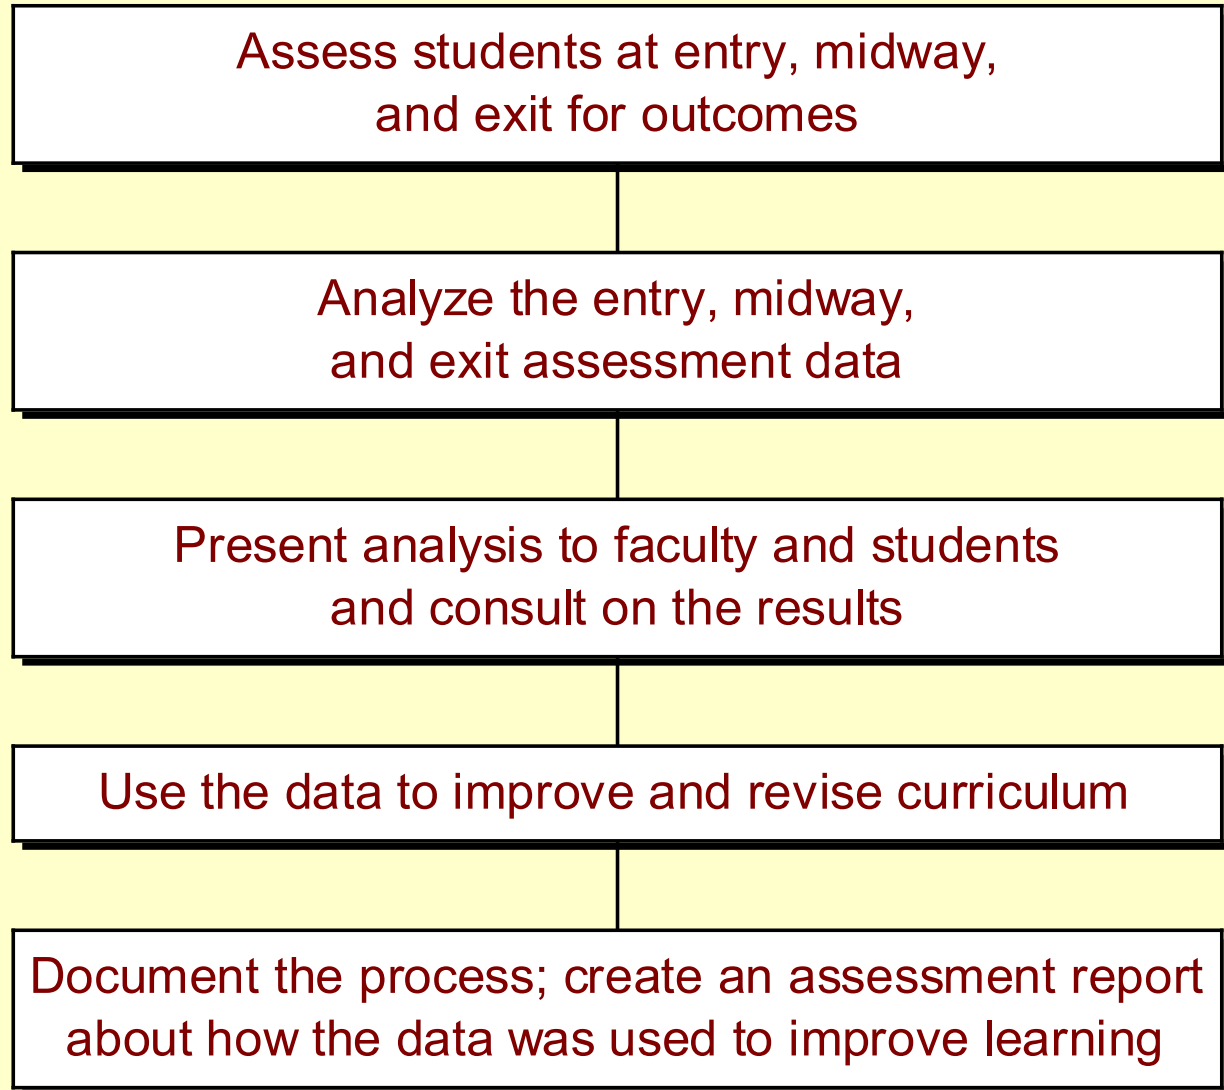 Assess students at entry, midway,
and exit for outcomes
Analyze the entry, midway,
and exit assessment data
Present analysis to faculty and students
and consult on the results
Use the data to improve and revise curriculum
Document the process; create an assessment report
about how the data was used to improve learning